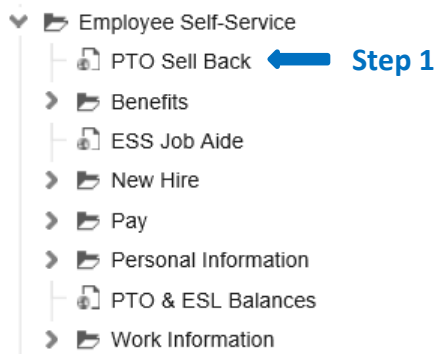 Employee Self-Service
PTO Sell Back Step 1
Benefits
ESS Job Aide
New Hire
Pay
Personal Information
PTO & ESL Balances
Work Information